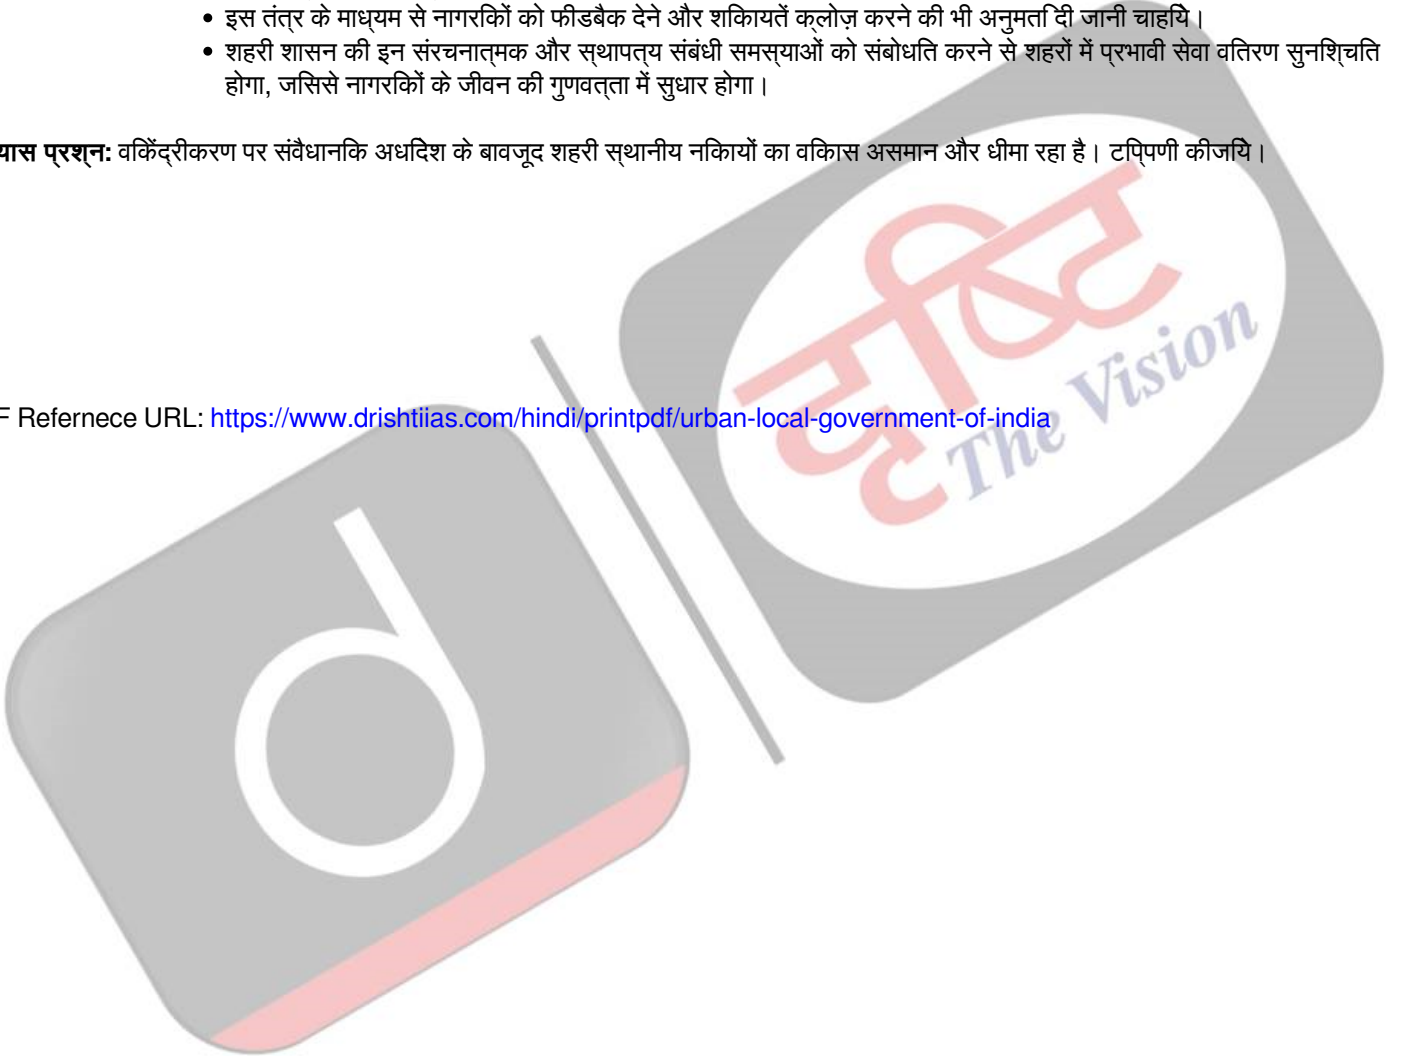 इस तंत्र के माध्यम से नागरिकों को फीडबैक देने और शिकायतें क्लोज़ करने की भी अनुमति दी जानी चाहिये।
शहरी शासन की इन संरचनात्मक और स्थापत्य संबंधी समस्याओं को संबोधित करने से शहरों में प्रभावी सेवा वितरण सुनिश्चित
होगा, जिससे नागरिकों के जीवन की गुणवत्ता में सुधार होगा।
यास प्रश्न: विकेंद्रीकरण पर संवैधानिक अधिदेश के बावजूद शहरी स्थानीय निकायों का विकास असमान और धीमा रहा है। टिप्पणी कीजिये।
F Refernece URL: https://www.drishtiias.com/hindi/printpdf/urban-local-government-of-india
दृष्टि
The Vision
d